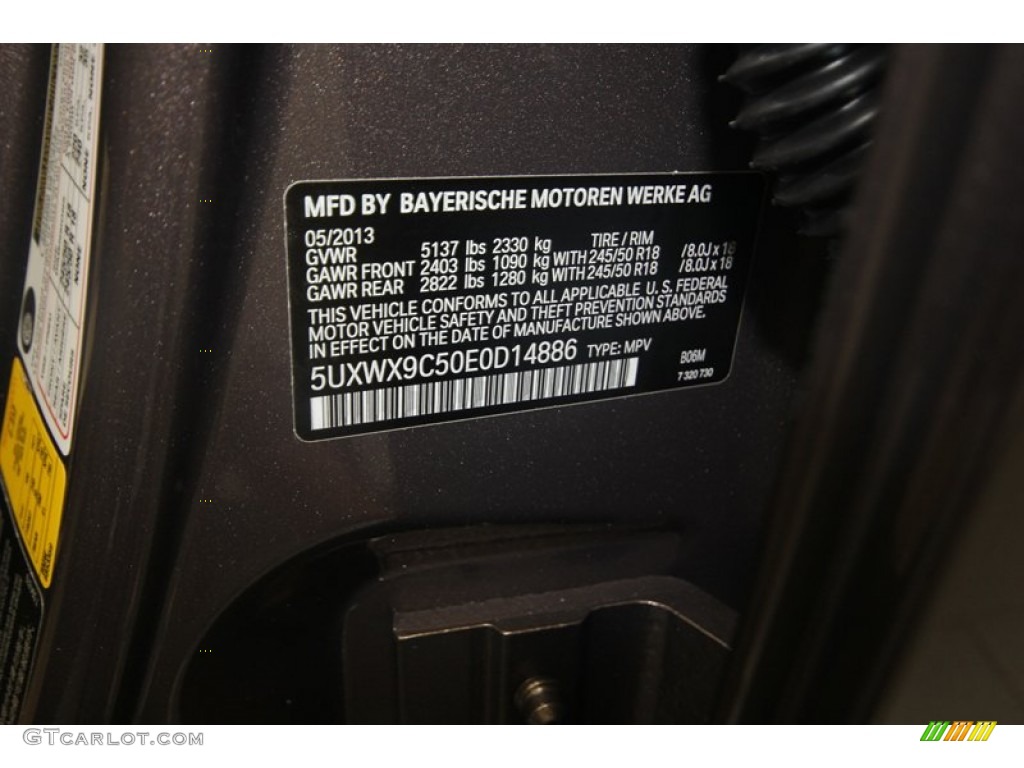 MFD BY BAYERISCHE MOTOREN WERKE AG
05/2013
GVWR 5137 lbs 2330 kg TIRE / RIM
GAWR FRONT 2403 lbs 1090 kg WITH 245/50 R18 /8.0J x 18
GAWR REAR 2822 lbs 1280 kg WITH 245/50 R18 /8.0J x 18
THIS VEHICLE CONFORMS TO ALL APPLICABLE U. S. FEDERAL
MOTOR VEHICLE SAFETY AND THEFT PREVENTION STANDARDS
IN EFFECT ON THE DATE OF MANUFACTURE SHOWN ABOVE.
5UXWX9C50E0D14886 TYPE: MPV B06M
7 320 730
GTCARLOT.COM